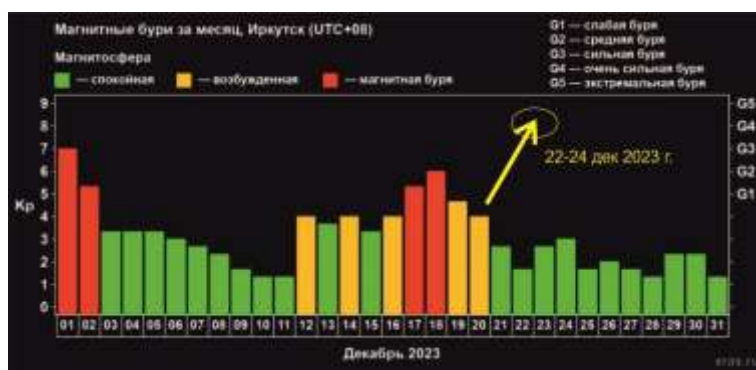 Магнитные бури за месяц, Иркутск (UTC+08)
Магнитосфера
— спокойная — возбужденная — магнитная буря
G1 — слабая буря
G2 — средняя буря
G3 — сильная буря
G4 — очень сильная буря
G5 — экстремальная буря
9 G5
8 G4
7 G3
6 G2
5 G1
4
3
2
1
0
Kp
22-24 дек 2023 г.
01 02 03 04 05 06 07 08 09 10 11 12 13 14 15 16 17 18 19 20 21 22 23 24 25 26 27 28 29 30 31
Декабрь 2023